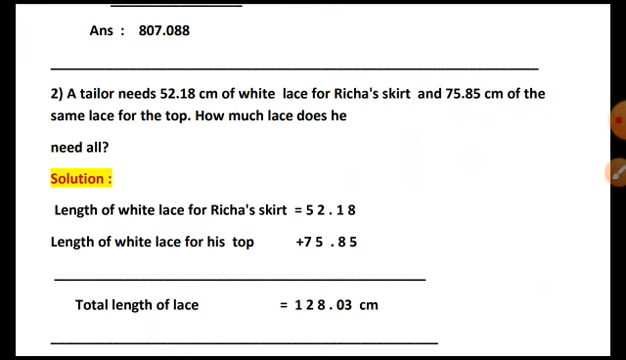 Ans : 807.088
2) A tailor needs 52.18 cm of white lace for Richa's skirt and 75.85 cm of the
same lace for the top. How much lace does he
need all?
Solution :
Length of white lace for Richa's skirt = 5 2 . 1 8
Length of white lace for his top +7 5 . 8 5
Total length of lace = 1 2 8 . 03 cm